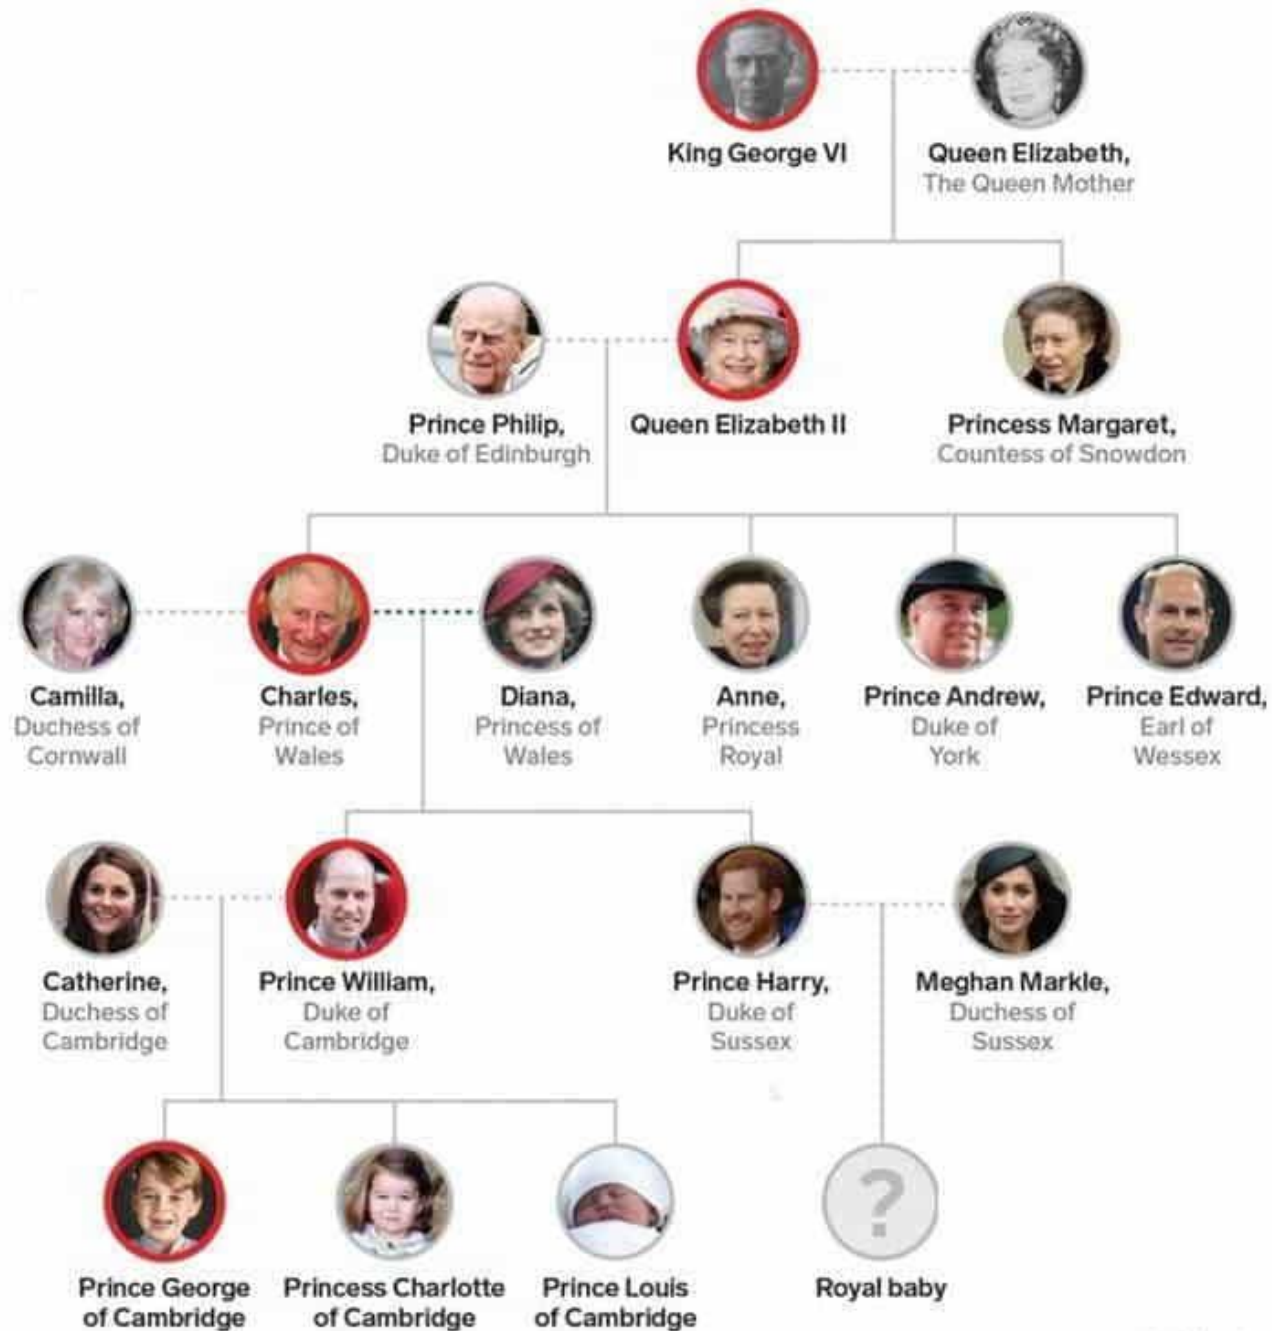 King George VI
Queen Elizabeth,
The Queen Mother
Prince Philip,
Duke of Edinburgh
Queen Elizabeth II
Princess Margaret,
Countess of Snowdon
Camilla,
Duchess of
Cornwall
Charles,
Prince of
Wales
Diana,
Princess of
Wales
Anne,
Princess
Royal
Prince Andrew,
Duke of
York
Prince Edward,
Earl of
Wessex
Catherine,
Duchess of
Cambridge
Prince William,
Duke of
Cambridge
Prince Harry,
Duke of
Sussex
Meghan Markle,
Duchess of
Sussex
?
Prince George
of Cambridge
Princess Charlotte
of Cambridge
Prince Louis
of Cambridge
Royal baby